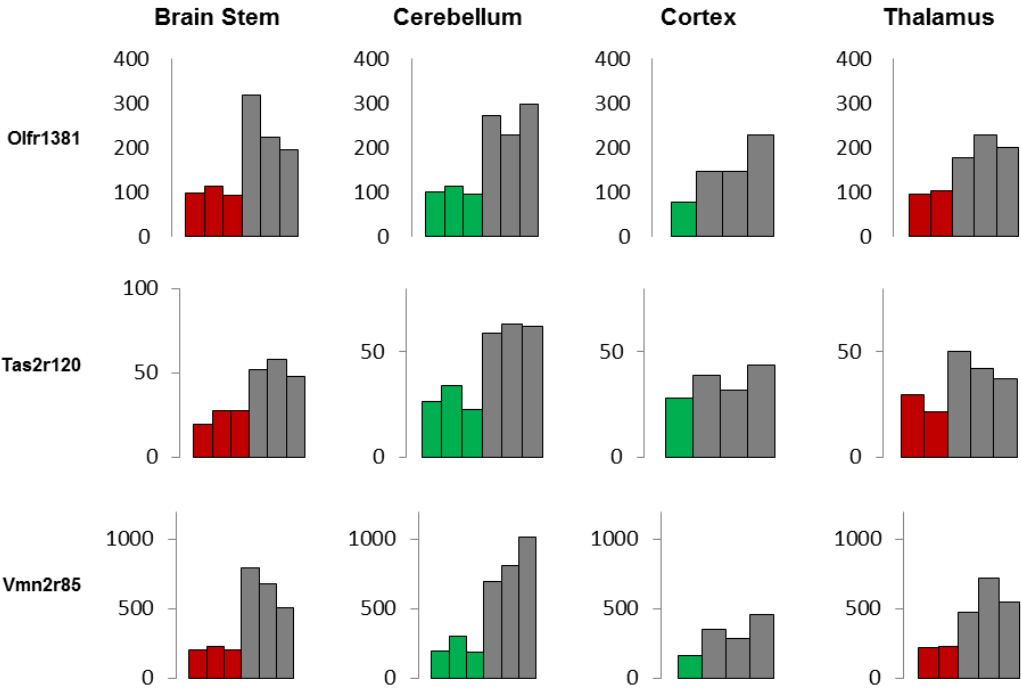 Brain Stem Cerebellum Cortex Thalamus
400 400 400 400
300 300 300 300
Olfr1381
200 200 200 200
100 100 100 100
0 0 0 0
100
Tas2r120
50 50 50 50
0 0 0 0
1000 1000 1000 1000
Vmn2r85
500 500 500 500
0 0 0 0